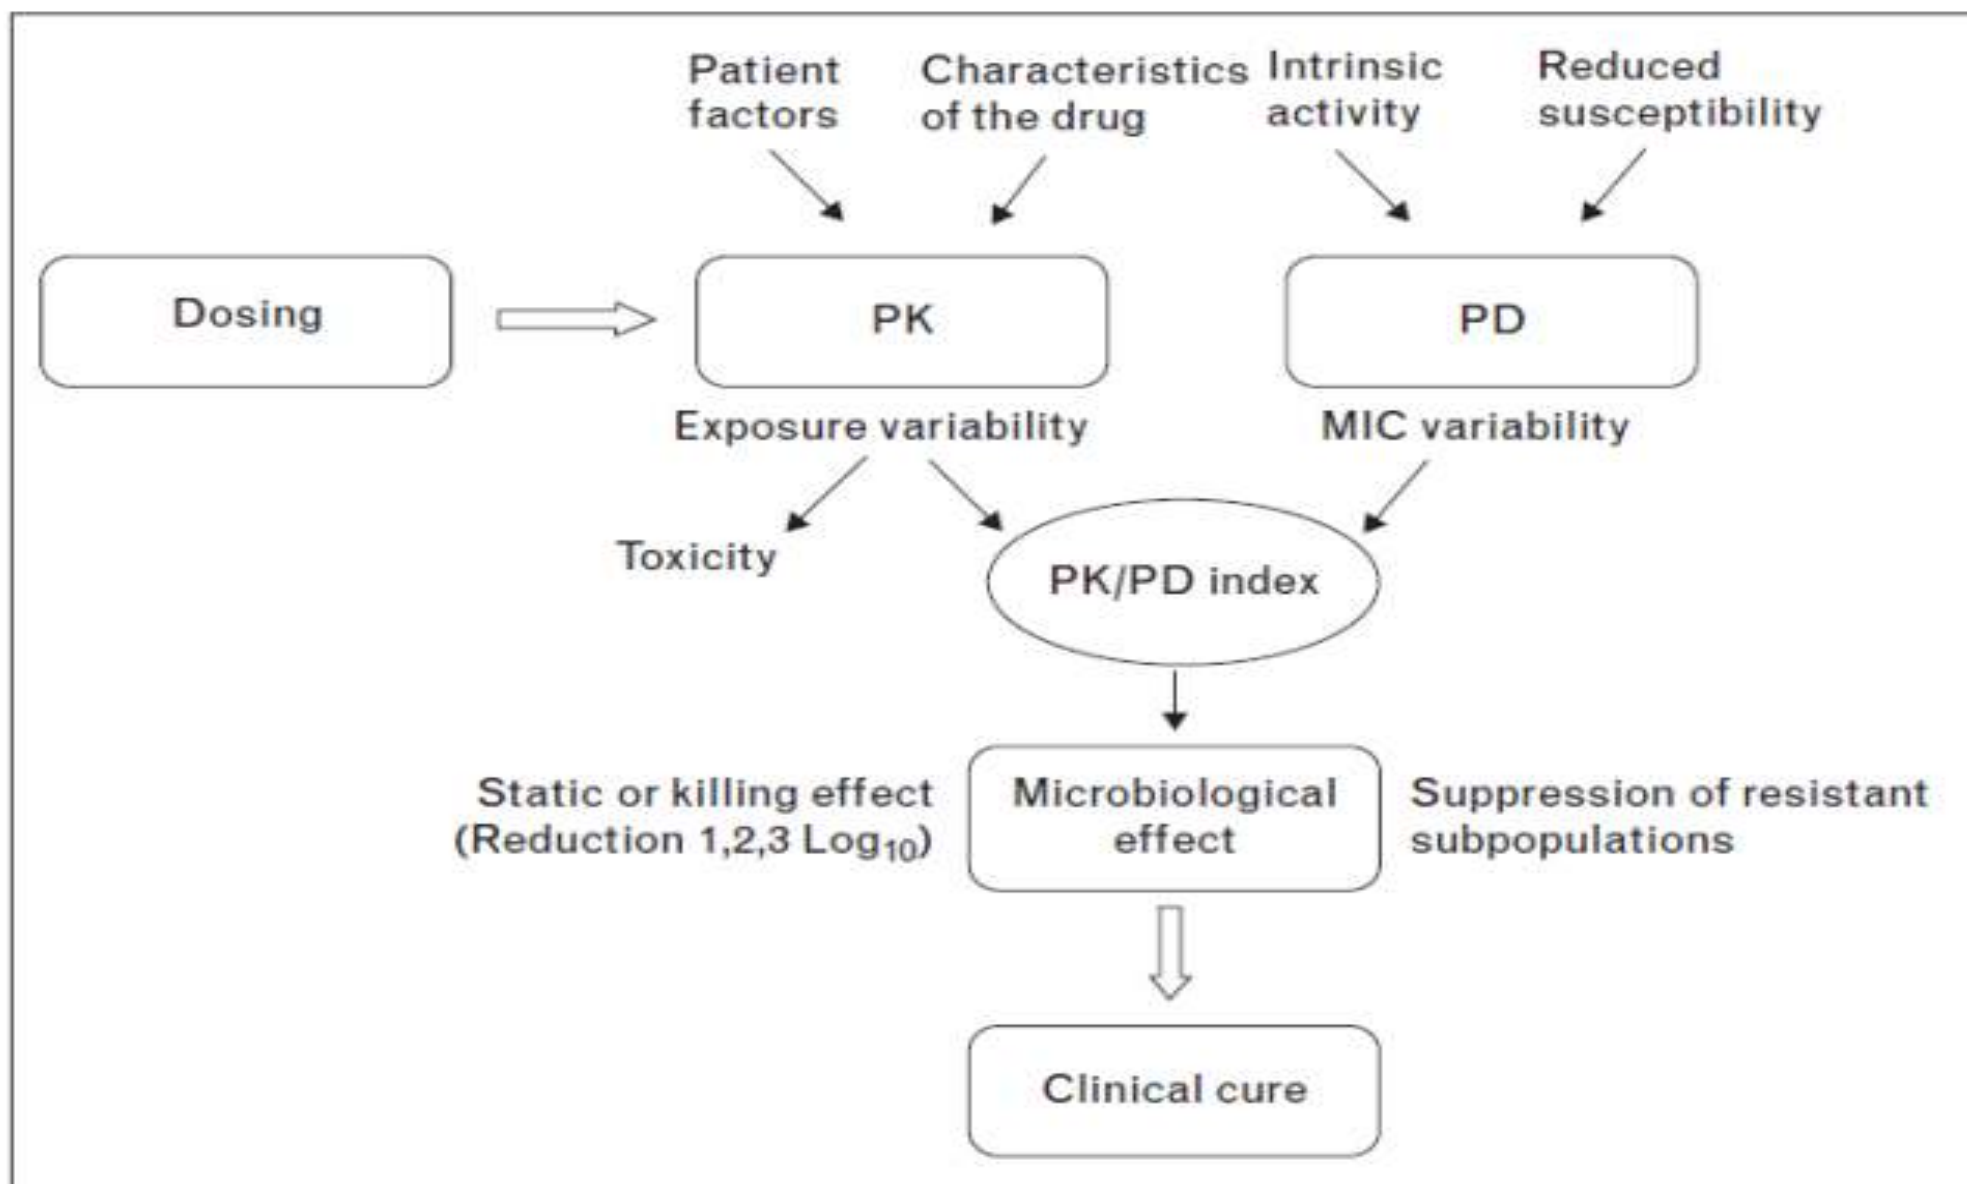 Patient
factors
Characteristics
of the drug
Intrinsic
activity
Reduced
susceptibility
Dosing
PK
PD
Exposure variability
MIC variability
Toxicity
PK/PD index
Static or killing effect
(Reduction 1,2,3 Log₁₀)
Microbiological
effect
Suppression of resistant
subpopulations
Clinical cure